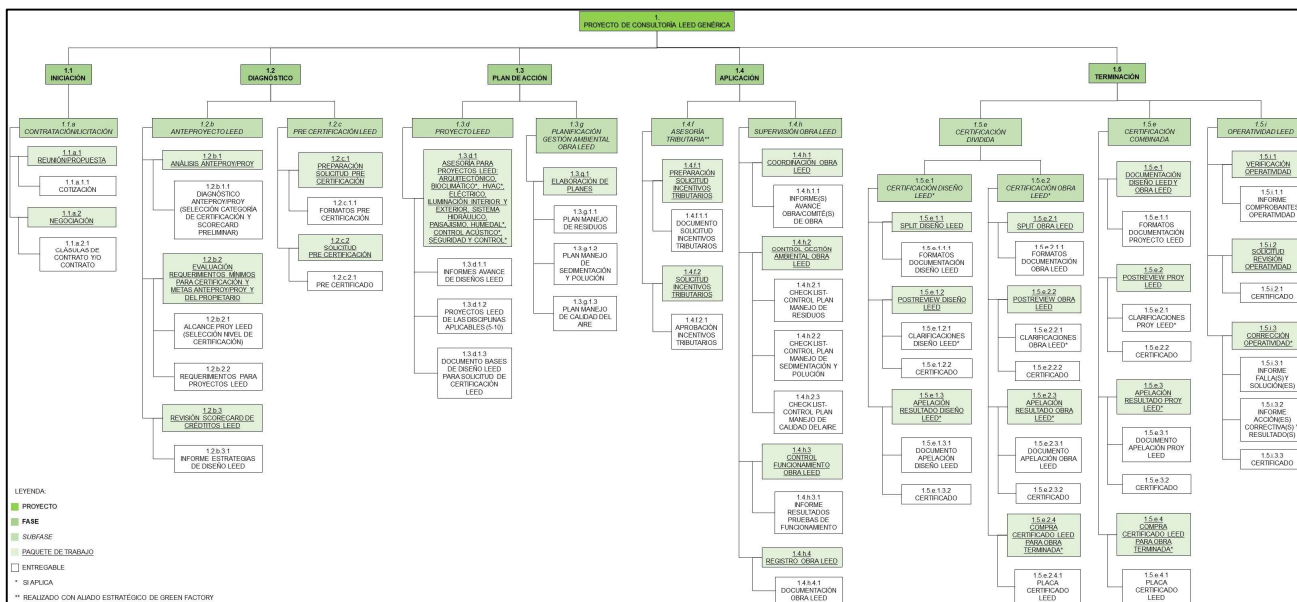 1.
PROYECTO DE CONSULTORÍA LEED GENÉRICA
1.1
INICIACIÓN
1.1.a
CONTRATACIÓN/LICITACIÓN
1.1.a.1
REUNIÓN/PROPUESTA
1.1.a.1.1
COTIZACIÓN
1.1.a.2
NEGOCIACIÓN
1.1.a.2.1
CLÁSULAS DE
CONTRATO Y/O
CONTRATO
1.2
DIAGNÓSTICO
1.2.b
ANTEPROYECTO LEED
1.2.b.1
ANÁLISIS ANTEPROY/PROY
1.2.b.1.1
DIAGNÓSTICO
ANTEPROY/PROY
(SELECCIÓN CATEGORÍA
DE CERTIFICACIÓN Y
SCORECARD
PRELIMINAR)
1.2.b.2
EVALUACIÓN
REQUERIMIENTOS MÍNIMOS
PARA CERTIFICACIÓN Y
METAS ANTEPROY/PROY Y
DEL PROPIETARIO
1.2.b.2.1
ALCANCE PROY LEED
(SELECCIÓN NIVEL DE
CERTIFICACIÓN)
1.2.b.2.2
REQUERIMIENTOS PARA
PROYECTOS LEED
1.2.b.3
REVISIÓN SCORECARD DE
CRÉDTITOS LEED
1.2.b.3.1
INFORME ESTRATEGIAS
DE DISEÑO LEED
1.2.c
PRE CERTIFICACIÓN LEED
1.2.c.1
PREPARACIÓN
SOLICITUD PRE
CERTIFICACIÓN
1.2.c.1.1
FORMATOS PRE
CERTIFICACIÓN
1.2.c.2
SOLICITUD
PRE CERTIFICACIÓN
1.2.c.2.1
PRE CERTIFICADO
1.3
PLAN DE ACCIÓN
1.3.d
PROYECTO LEED
1.3.d.1
ASESORÍA PARA
PROYECTOS LEED:
ARQUITECTÓNICO,
BIOCLIMÁTICO*, HVAC*,
ELÉCTRICO,
ILUMINACIÓN INTERIOR Y
EXTERIOR, SISTEMA
HIDRÁULICO,
PAISAJISMO, HUMEDAL*,
CONTROL ACÚSTICO*,
SEGURIDAD Y CONTROL*
1.3.d.1.1
INFORMES AVANCE
DE DISEÑOS LEED
1.3.d.1.2
PROYECTOS LEED
DE LAS DISCIPLINAS
APLICABLES (5-10)
1.3.d.1.3
DOCUMENTO BASES
DE DISEÑO LEED
PARA SOLICITUD DE
CERTIFICACIÓN LEED
1.3.g
PLANIFICACIÓN
GESTIÓN AMBIENTAL
OBRA LEED
1.3.g.1
ELABORACIÓN DE
PLANES
1.3.g.1.1
PLAN MANEJO
DE RESIDUOS
1.3.g.1.2
PLAN MANEJO
DE
SEDIMENTACIÓN
Y POLUCIÓN
1.3.g.1.3
PLAN MANEJO
DE CALIDAD DEL
AIRE
1.4
APLICACIÓN
1.4.f
ASESORÍA
TRIBUTARIA**
1.4.f.1
PREPARACIÓN
SOLICITUD
INCENTIVOS
TRIBUTARIOS
1.4.f.1.1
DOCUMENTO
SOLICITUD
INCENTIVOS
TRIBUTARIOS
1.4.f.2
SOLICITUD
INCENTIVOS
TRIBUTARIOS
1.4.f.2.1
APROBACIÓN
INCENTIVOS
TRIBUTARIOS
1.4.h
SUPERVISIÓN OBRA LEED
1.4.h.1
COORDINACIÓN OBRA
LEED
1.4.h.1.1
INFORME(S)
AVANCE
OBRA/COMITÉ(S) DE
OBRA
1.4.h.2
CONTROL
AMBIENTAL OBRA
LEED
1.4.h.2.1
CHECK LIST-
CONTROL PLAN
MANEJO DE
RESIDUOS
1.4.h.2.2
CHECK LIST-
CONTROL PLAN
MANEJO DE
SEDIMENTACIÓN Y
POLUCIÓN
1.4.h.2.3
CHECK LIST-
CONTROL PLAN
MANEJO DE
CALIDAD DEL AIRE
1.4.h.3
CONTROL
FUNCIONAMIENTO
OBRA LEED
1.4.h.3.1
INFORME
RESULTADOS
PRUEBAS DE
FUNCIONAMIENTO
1.4.h.4
REGISTRO OBRA LEED
1.4.h.4.1
DOCUMENTACIÓN
OBRA LEED
1.5
TERMINACIÓN
1.5.e
CERTIFICACIÓN
DIVIDIDA
1.5.e.1
CERTIFICACIÓN DISEÑO
LEED*
1.5.e.1.1
SPLIT DISEÑO LEED
1.5.e.1.1.1
FORMATOS
DOCUMENTACIÓN
DISEÑO LEED
1.5.e.1.2
POSTREVIEW DISEÑO
LEED
1.5.e.1.2.1
CLARIFICACIONES
DISEÑO LEED*
1.5.e.1.2.2
CERTIFICADO
1.5.e.1.3
APELACIÓN
RESULTADO DISEÑO
LEED*
1.5.e.1.3.1
DOCUMENTO
APELACIÓN
DISEÑO LEED
1.5.e.1.3.2
CERTIFICADO
1.5.e.2
CERTIFICACIÓN OBRA
LEED*
1.5.e.2.1
SPLIT OBRA LEED
1.5.e.2.1.1
FORMATOS
DOCUMENTACIÓN
OBRA LEED
1.5.e.2.2
POSTREVIEW OBRA
LEED
1.5.e.2.2.1
CLARIFICACIONES
OBRA LEED*
1.5.e.2.2.2
CERTIFICADO
1.5.e.2.3
APELACIÓN
RESULTADO OBRA
LEED*
1.5.e.2.3.1
DOCUMENTO
APELACIÓN OBRA
LEED
1.5.e.2.3.2
CERTIFICADO
1.5.e.2.4
COMPRA
CERTIFICADO LEED
PARA OBRA
TERMINADA*
1.5.e.2.4.1
PLACA
CERTIFICADO
LEED
1.5.e
CERTIFICACIÓN
COMBINADA
1.5.e.1
DOCUMENTACIÓN
DISEÑO LEED Y
OBRA LEED
1.5.e.1.1
FORMATOS
DOCUMENTACIÓN
PROYECTO LEED
1.5.e.2
POSTREVIEW PROY
LEED
1.5.e.2.1
CLARIFICACIONES
PROY LEED*
1.5.e.2.2
CERTIFICADO
1.5.e.3
APELACIÓN
RESULTADO PROY
LEED*
1.5.e.3.1
DOCUMENTO
APELACIÓN PROY
LEED
1.5.e.3.2
CERTIFICADO
1.5.e.4
COMPRA
CERTIFICADO LEED
PARA OBRA
TERMINADA*
1.5.e.4.1
PLACA
CERTIFICADO LEED
1.5.i
OPERATIVIDAD LEED
1.5.i.1
VERIFICACIÓN
OPERATIVIDAD
1.5.i.1.1
INFORME
COMPROBANTES
OPERATIVIDAD
1.5.i.2
SOLICITUD
REVISIÓN
OPERATIVIDAD
1.5.i.2.1
CERTIFICADO
1.5.i.3
CORRECCIÓN
OPERATIVIDAD*
1.5.i.3.1
INFORME
FALLA(S) Y
SOLUCIÓN(ES)
1.5.i.3.2
INFORME
ACCIÓN(ES)
CORRECTIVA(S) Y
RESULTADO(S)
1.5.i.3.3
CERTIFICADO
LEYENDA:
PROYECTO
FASE
SUBFASE
PAQUETE DE TRABAJO
ENTREGABLE
* SI APLICA
** REALIZADO CON ALIADO ESTRATÉGICO DE GREEN FACTORY